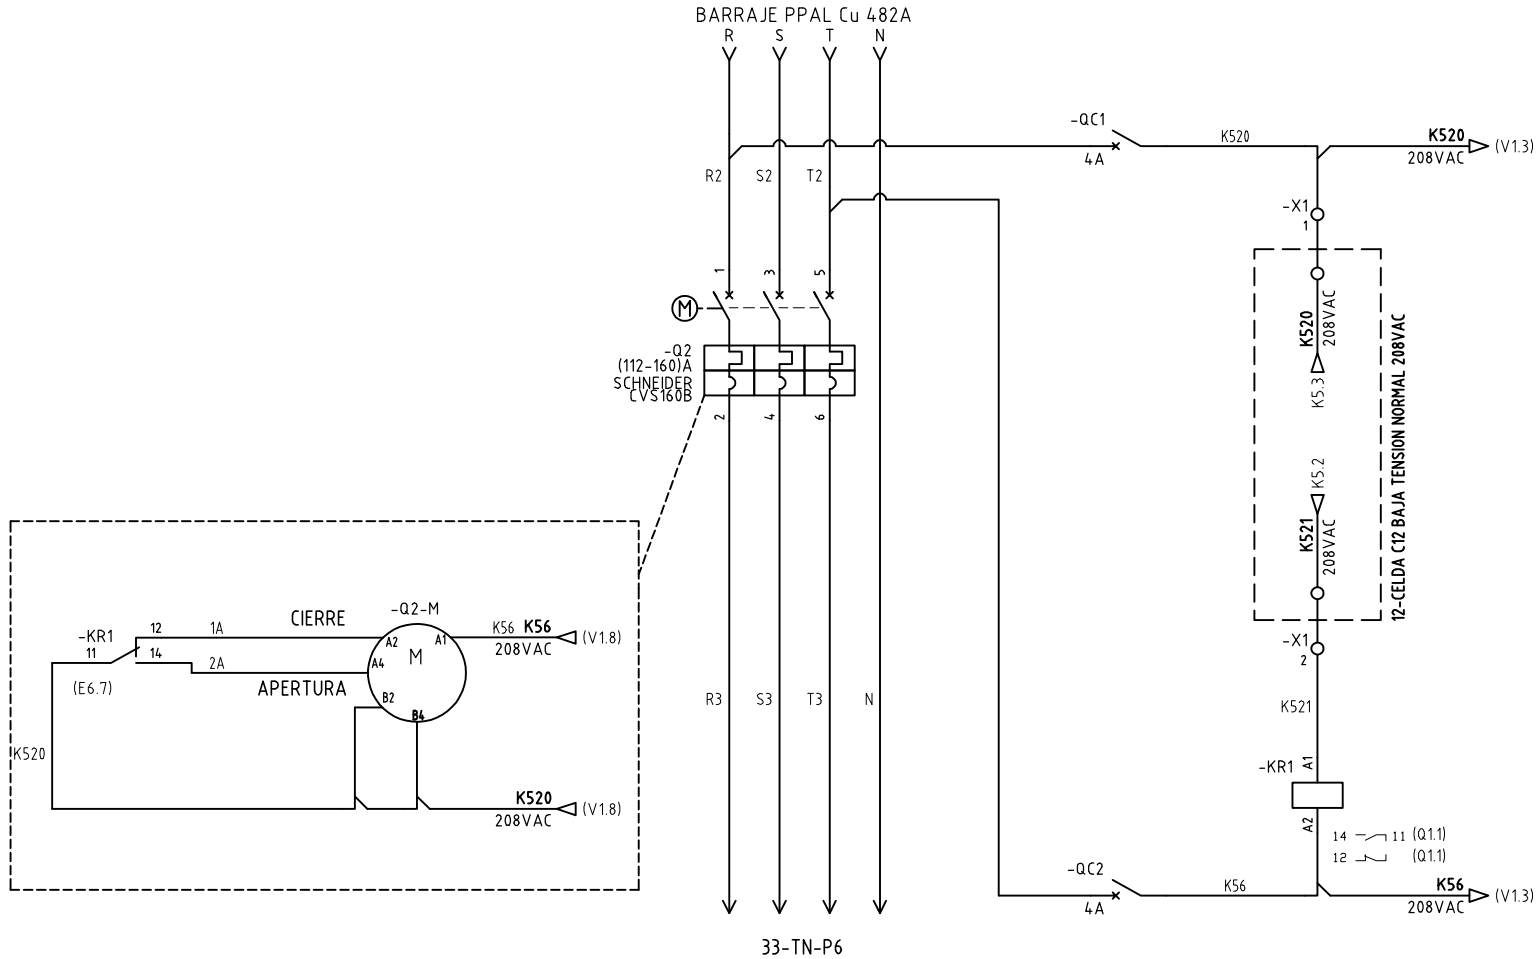 BARRAJE PPAL Cu 482A
R S T N
-QC1
4A
K520
K520
208VAC
(V1.3)
R2 S2 T2
-X1
1
1 3 5
M
-Q2
(112-160)A
SCHNEIDER
CVS160B
2 4 6
K520
208VAC
K5.3
K5.2
K521
208VAC
12-CELDA C12 BAJA TENSION NORMAL 208VAC
-X1
2
K521
-KR1
A1
A2
14 11 (Q1.1)
12 (Q1.1)
-QC2
4A
K56
K56
208VAC
(V1.3)
R3 S3 T3 N
33-TN-P6
CIERRE
-Q2-M
-KR1
11
12
14
1A
2A
(E6.7)
APERTURA
A2
A1
A4
M
B2
B4
K56 K56
208VAC
(V1.8)
K520
K520
208VAC
(V1.8)